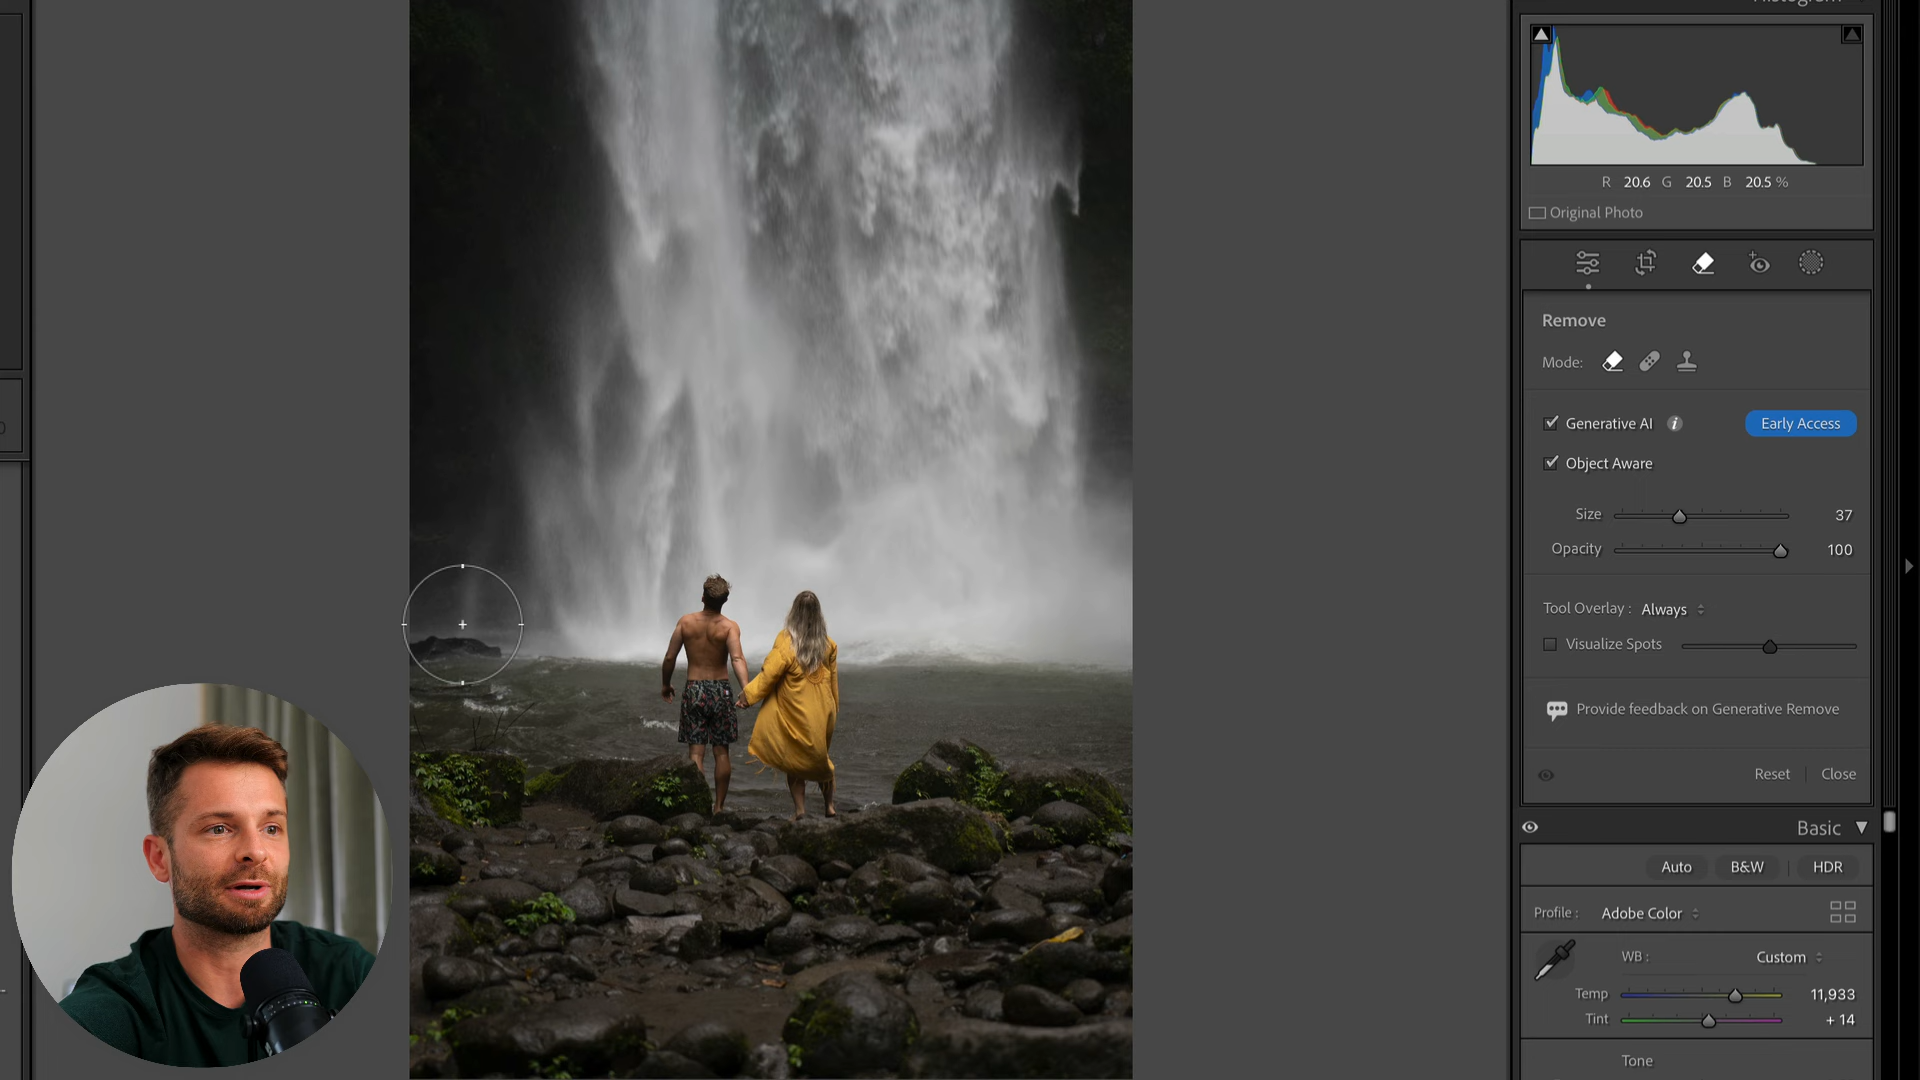 Histogram
R 20.6 G 20.5 B 20.5 %
Original Photo
Remove
Mode:
Generative AI i Early Access
Object Aware
Size 37
Opacity 100
Tool Overlay : Always
Visualize Spots
Provide feedback on Generative Remove
Reset Close
Basic
Auto B&W HDR
Profile : Adobe Color
WB : Custom
Temp 11,933
Tint + 14
Tone